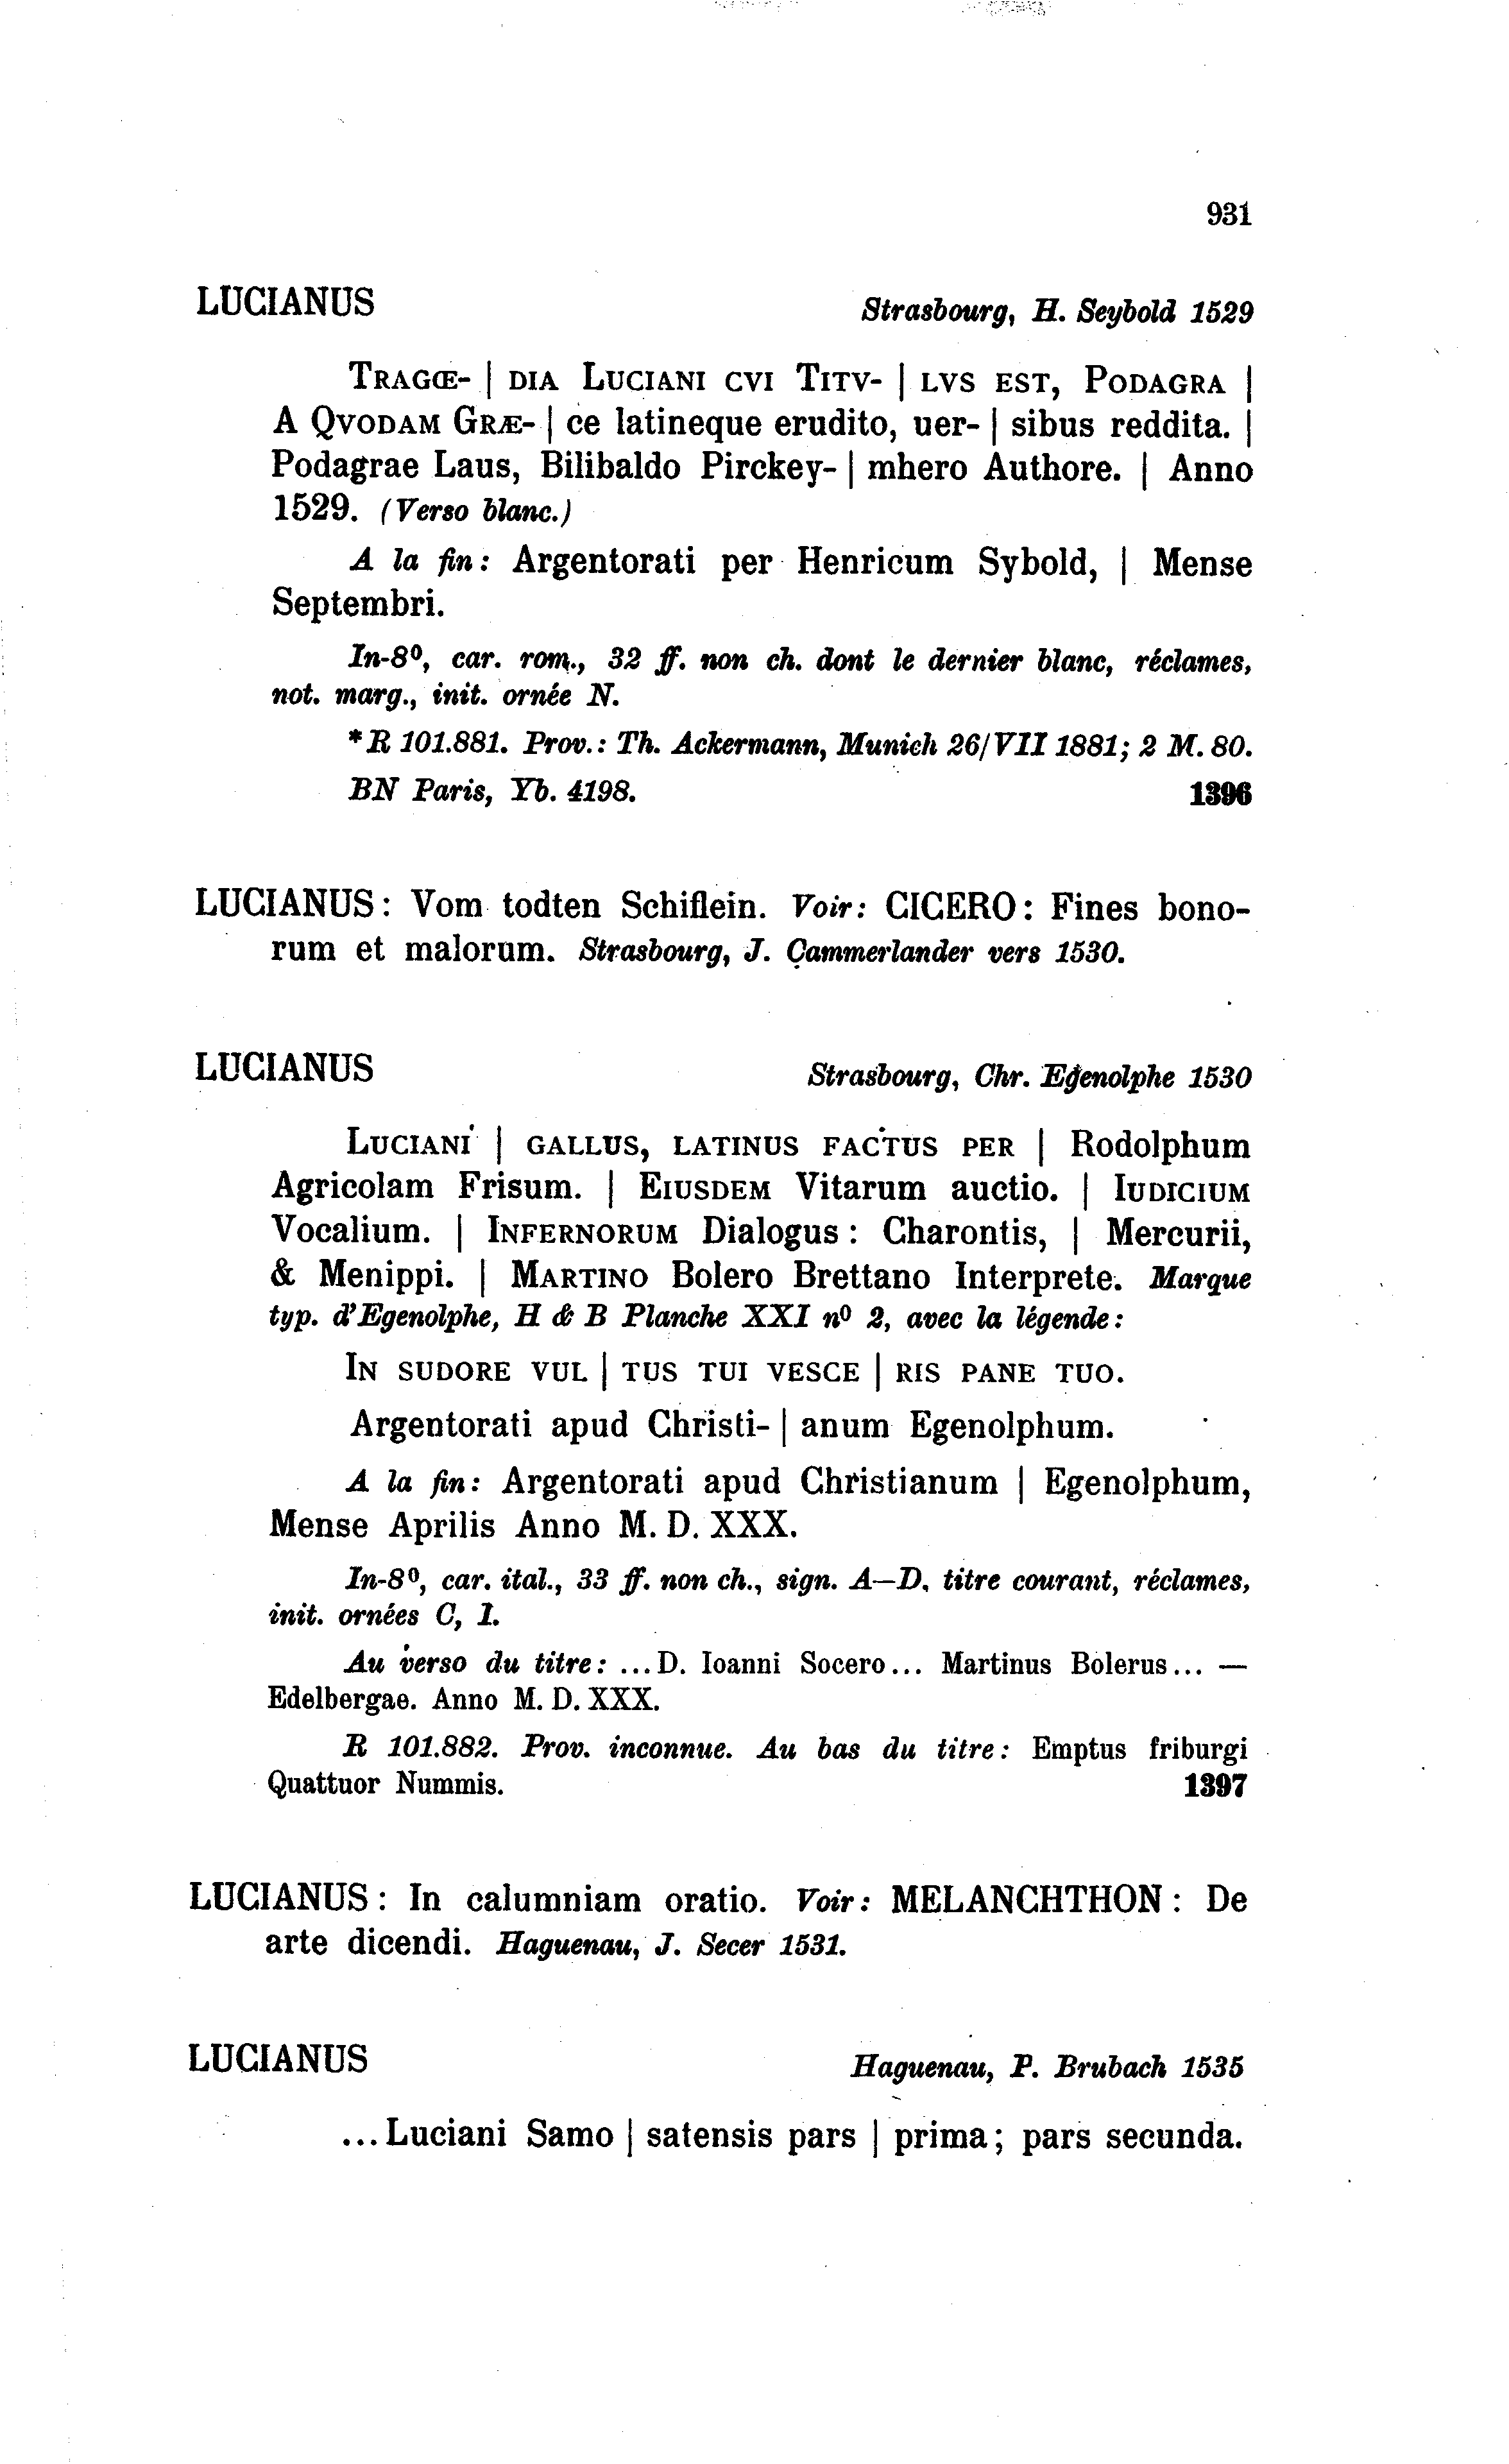 931
LUCIANUS Strasbourg, H. Seybold 1529
TRAGŒ- | DIA LUCIANI CVI TITV- | LVS EST, PODAGRA |
A QVODAM GRÆ- | ce latineque erudito, uer- | sibus reddita. |
Podagrae Laus, Bilibaldo Pirckey- | mhero Authore. | Anno
1529. (Verso blanc.)
A la fin: Argentorati per Henricum Sybold, | Mense
Septembri.
In-8⁰, car. rom., 32 ff. non ch. dont le dernier blanc, réclames,
not. marg., init. ornée N.
*R 101.881. Prov.: Th. Ackermann, Munich 26/VII 1881; 2 M. 80.
BN Paris, Yb. 4198. 1396
LUCIANUS: Vom todten Schiflein. Voir: CICERO: Fines bono-
rum et malorum. Strasbourg, J. Cammerlander vers 1530.
LUCIANUS Strasbourg, Chr. Egenolphe 1530
LUCIANI | GALLUS, LATINUS FACTUS PER | Rodolphum
Agricolam Frisum. | EIUSDEM Vitarum auctio. | IUDICIUM
Vocalium. | INFERNORUM Dialogus: Charontis, | Mercurii,
& Menippi. | MARTINO Bolero Brettano Interprete. Marque
typ. d'Egenolphe, H & B Planche XXI n⁰ 2, avec la légende:
IN SUDORE VUL | TUS TUI VESCE | RIS PANE TUO.
Argentorati apud Christi- | anum Egenolphum.
A la fin: Argentorati apud Christianum | Egenolphum,
Mense Aprilis Anno M. D. XXX.
In-8⁰, car. ital., 33 ff. non ch., sign. A—D. titre courant, réclames,
init. ornées C, I.
Au verso du titre: ...D. Ioanni Socero... Martinus Bolerus... —
Edelbergae. Anno M. D. XXX.
R 101.882. Prov. inconnue. Au bas du titre: Emptus friburgi
Quattuor Nummis. 1397
LUCIANUS: In calumniam oratio. Voir: MELANCHTHON: De
arte dicendi. Haguenau, J. Secer 1531.
LUCIANUS Haguenau, P. Brubach 1535
...Luciani Samo | satensis pars | prima; pars secunda.